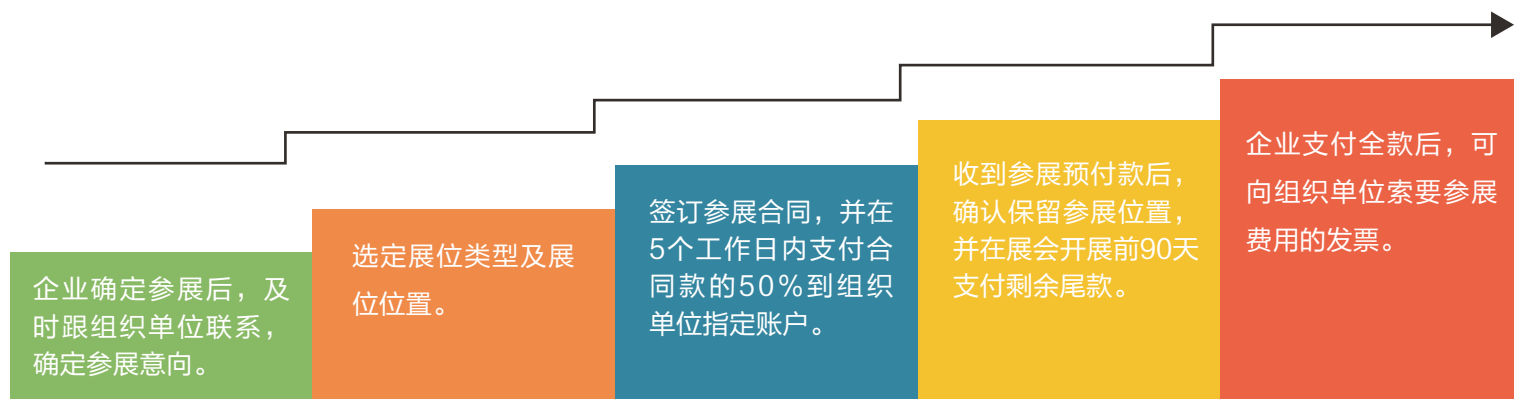 企业确定参展后，及
时跟组织单位联系，
确定参展意向。
选定展位类型及展
位位置。
签订参展合同，并在
5个工作日内支付合
同款的50%到组织
单位指定账户。
收到参展预付款后，
确认保留参展位置，
并在展会开展前90天
支付剩余尾款。
企业支付全款后，可
向组织单位索要参展
费用的发票。